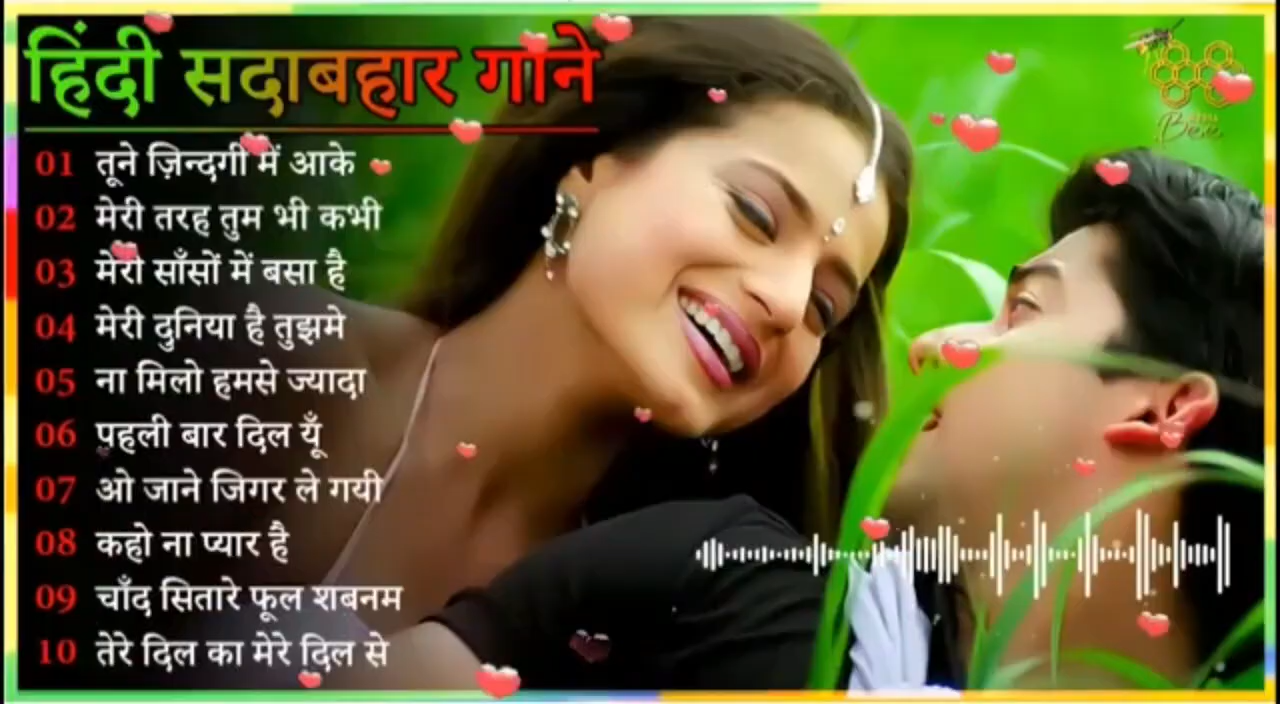 हिंदी सदाबहार गाने
01 तूने ज़िन्दगी में आके
02 मेरी तरह तुम भी कभी
03 मेरी साँसों में बसा है
04 मेरी दुनिया है तुझमे
05 ना मिलो हमसे ज्यादा
06 पहली बार दिल यूँ
07 ओ जाने जिगर ले गयी
08 कहो ना प्यार है
09 चाँद सितारे फूल शबनम
10 तेरे दिल का मेरे दिल से